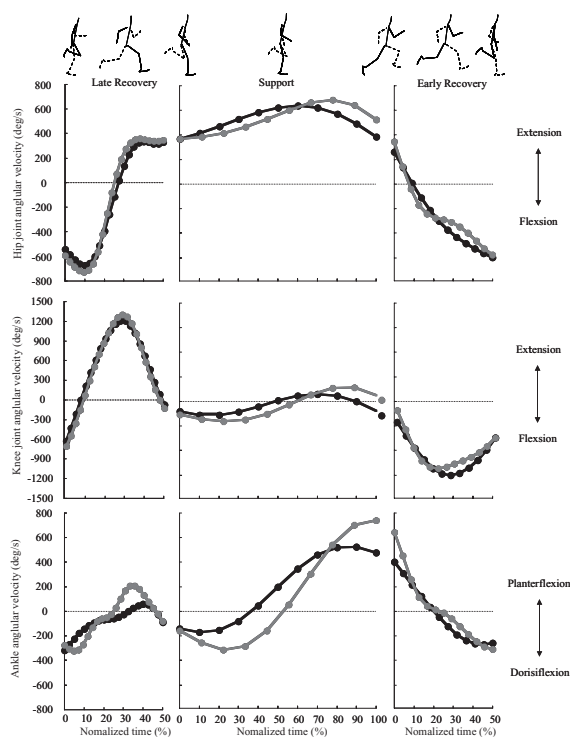 Late Recovery Support Early Recovery
Hip joint anglular velocity (deg/s)
800
600
400
200
0
-200
-400
-600
-800
Extension
Flexsion
Knee joint anglular velocity (deg/s)
1500
1200
900
600
300
0
-300
-600
-900
-1200
-1500
Extension
Flexsion
Ankle anglular velocity (deg/s)
800
600
400
200
0
-200
-400
-600
-800
Planterflexion
Dorisiflexion
0 10 20 30 40 50 0 10 20 30 40 50 60 70 80 90 100 0 10 20 30 40 50
Nomalized time (%) Nomalized time (%) Nomalized time (%)